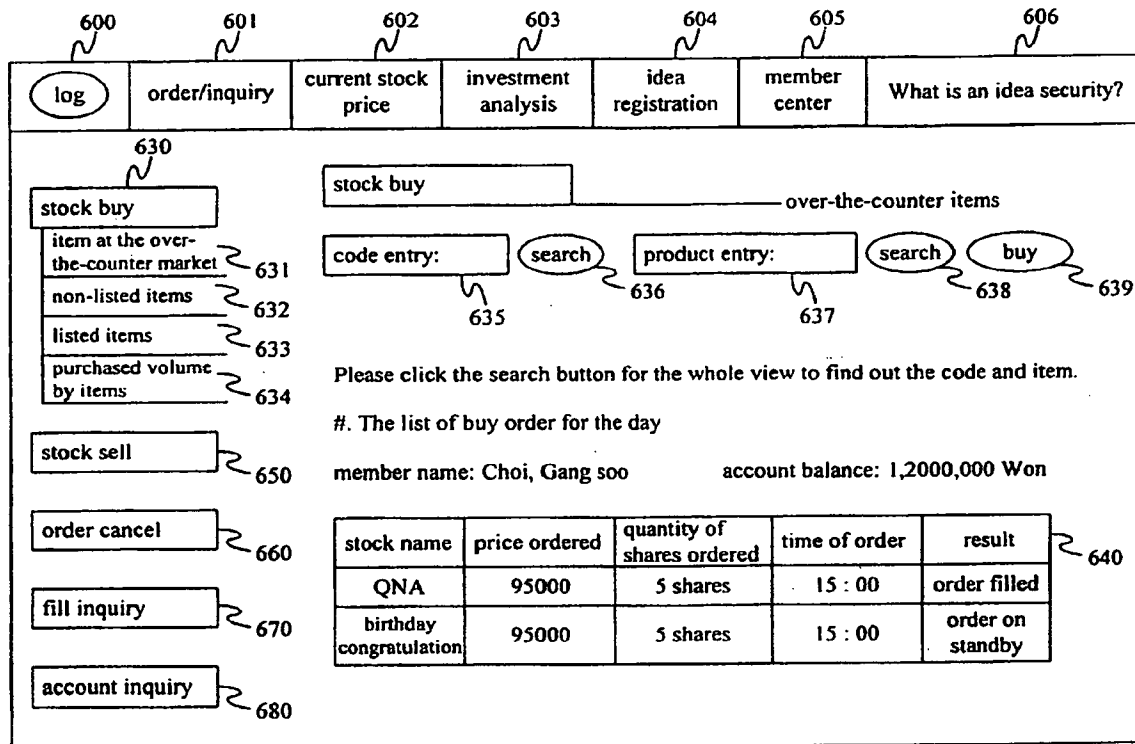 600 601 602 603 604 605 606
log
order/inquiry
current stock
price
investment
analysis
idea
registration
member
center
What is an idea security?
630
stock buy
item at the over-
the-counter market
631
non-listed items
632
listed items
633
purchased volume
by items
634
stock sell
650
order cancel
660
fill inquiry
670
account inquiry
680
stock buy
over-the-counter items
code entry:
search
product entry:
search
buy
635
636
637
638
639
Please click the search button for the whole view to find out the code and item.
#. The list of buy order for the day
member name: Choi, Gang soo account balance: 1,2000,000 Won
stock name
price ordered
quantity of
shares ordered
time of order
result
640
QNA 95000 5 shares 15 : 00 order filled
birthday
congratulation
95000 5 shares 15 : 00
order on
standby